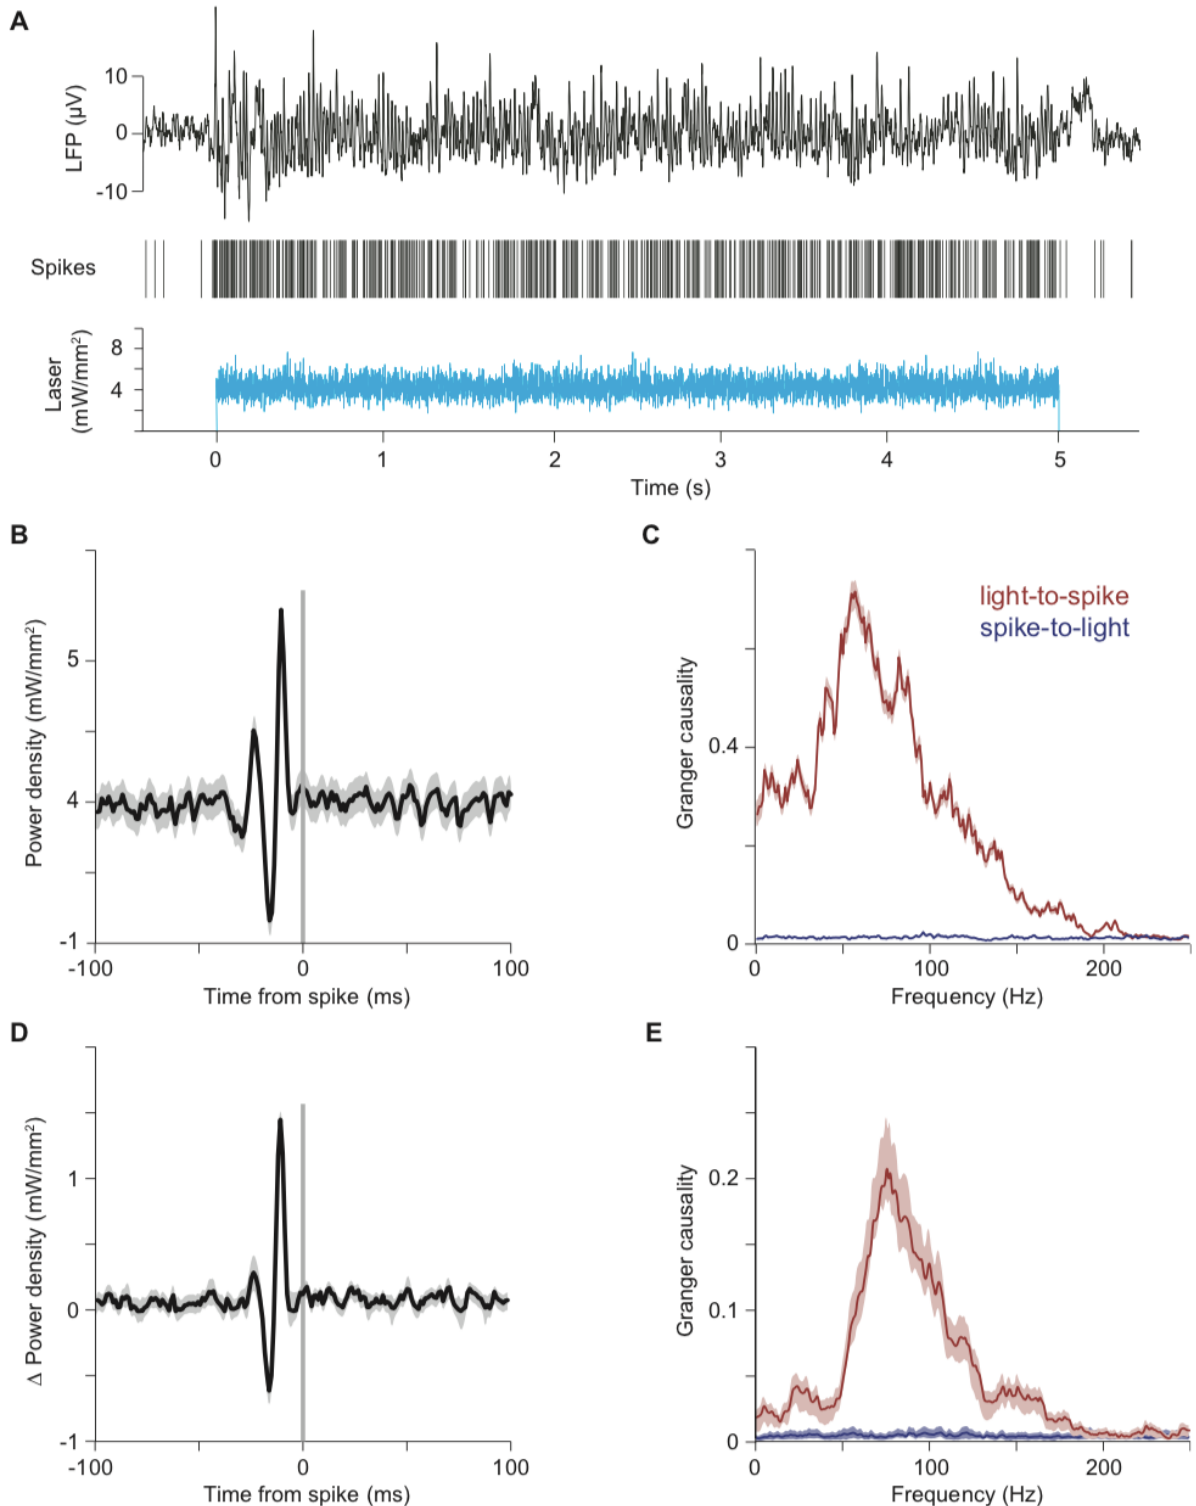 A
LFP (μV)
10
0
-10
Spikes
Laser
(mW/mm²)
8
4
0
1
2
3
4
5
Time (s)
B
Power density (mW/mm²)
5
4
-1
-100
0
100
Time from spike (ms)
C
light-to-spike
spike-to-light
Granger causality
0.4
0
0
100
200
Frequency (Hz)
D
Δ Power density (mW/mm²)
1
0
-1
-100
0
100
Time from spike (ms)
E
Granger causality
0.2
0.1
0
0
100
200
Frequency (Hz)